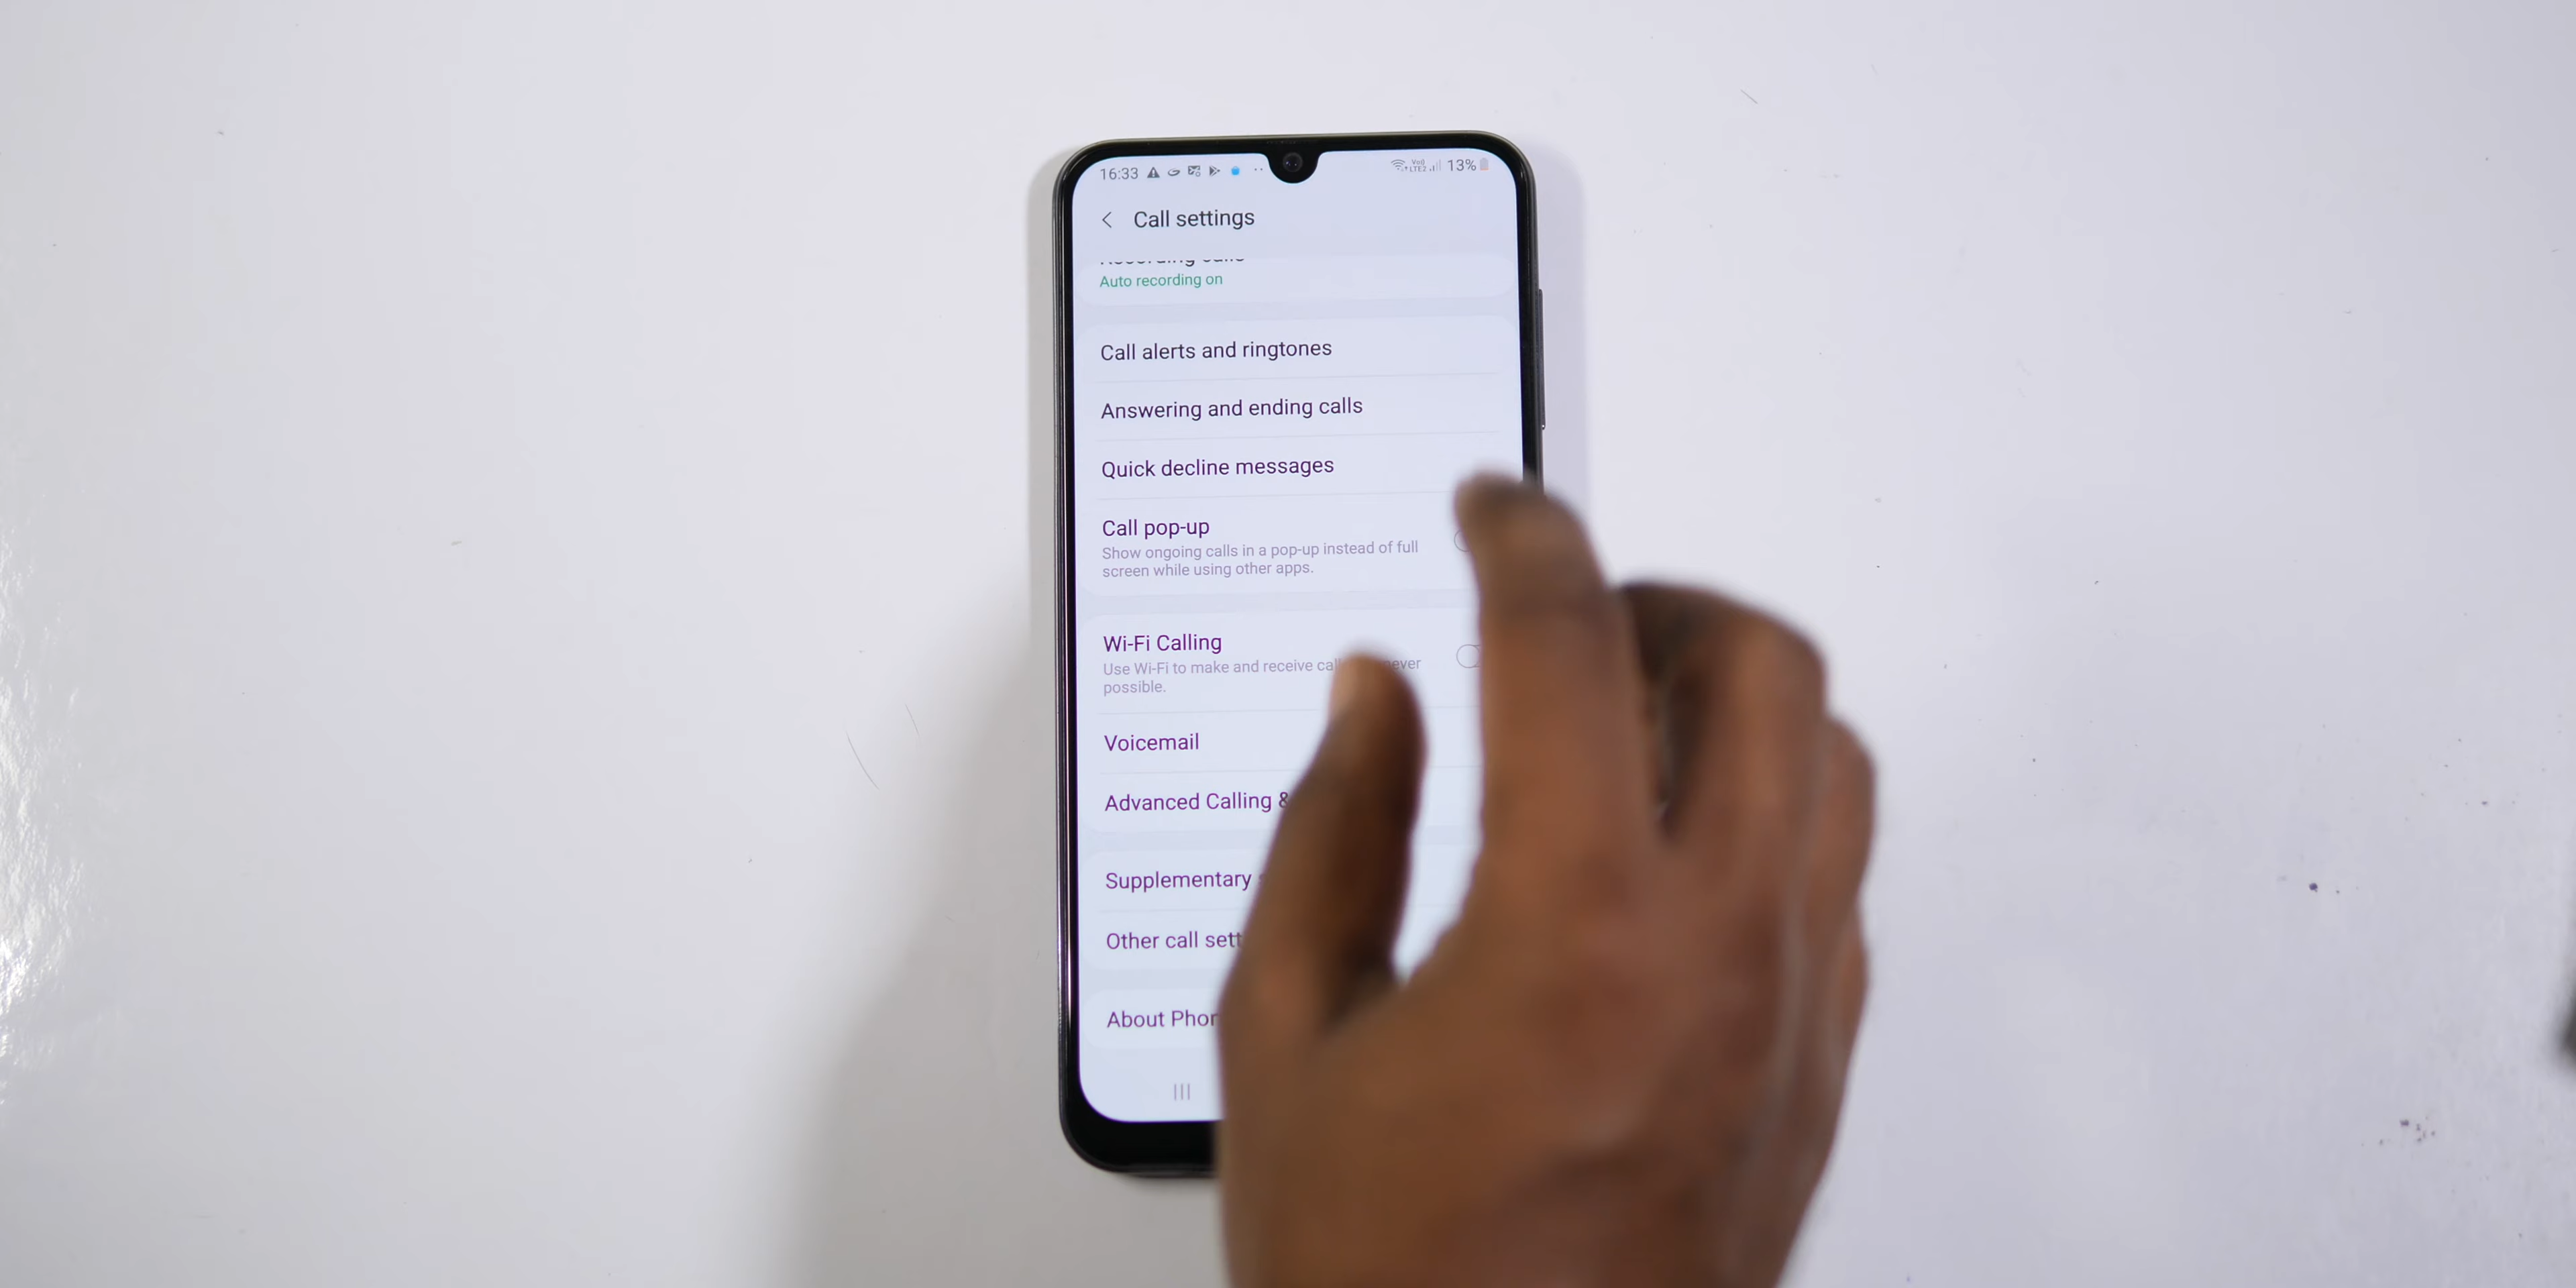 16:33
13%
Call settings
Recording calls
Auto recording on
Call alerts and ringtones
Answering and ending calls
Quick decline messages
Call pop-up
Show ongoing calls in a pop-up instead of full
screen while using other apps.
Wi-Fi Calling
Use Wi-Fi to make and receive
possible.
Voicemail
Advanced Calling &
Supplementary
Other call
About